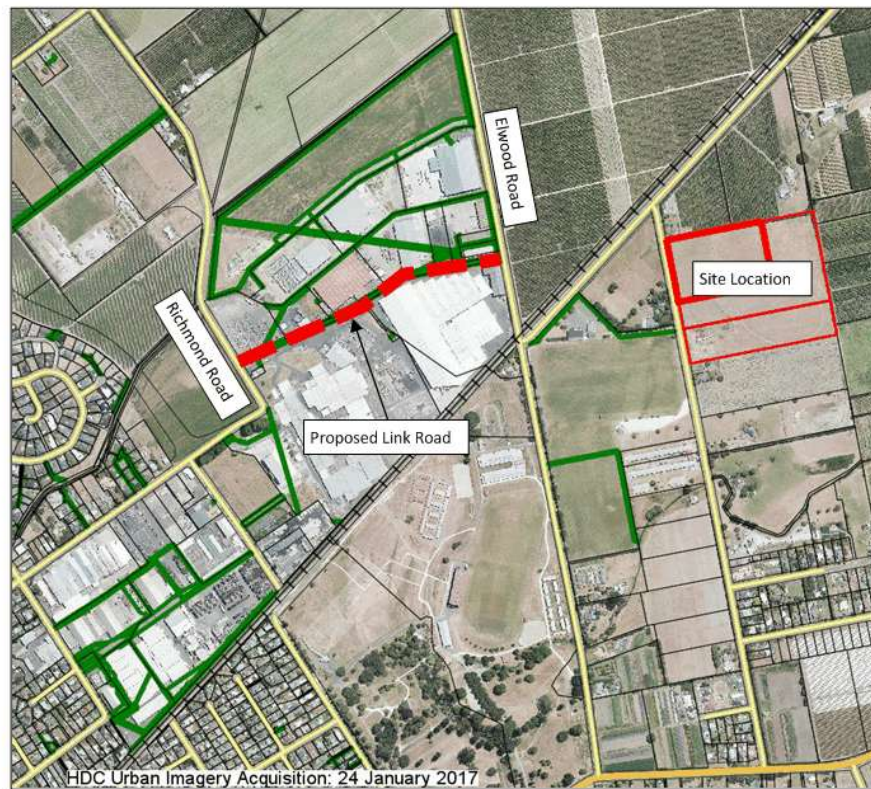 Elwood Road
Site Location
Richmond Road
Proposed Link Road
HDC Urban Imagery Acquisition: 24 January 2017